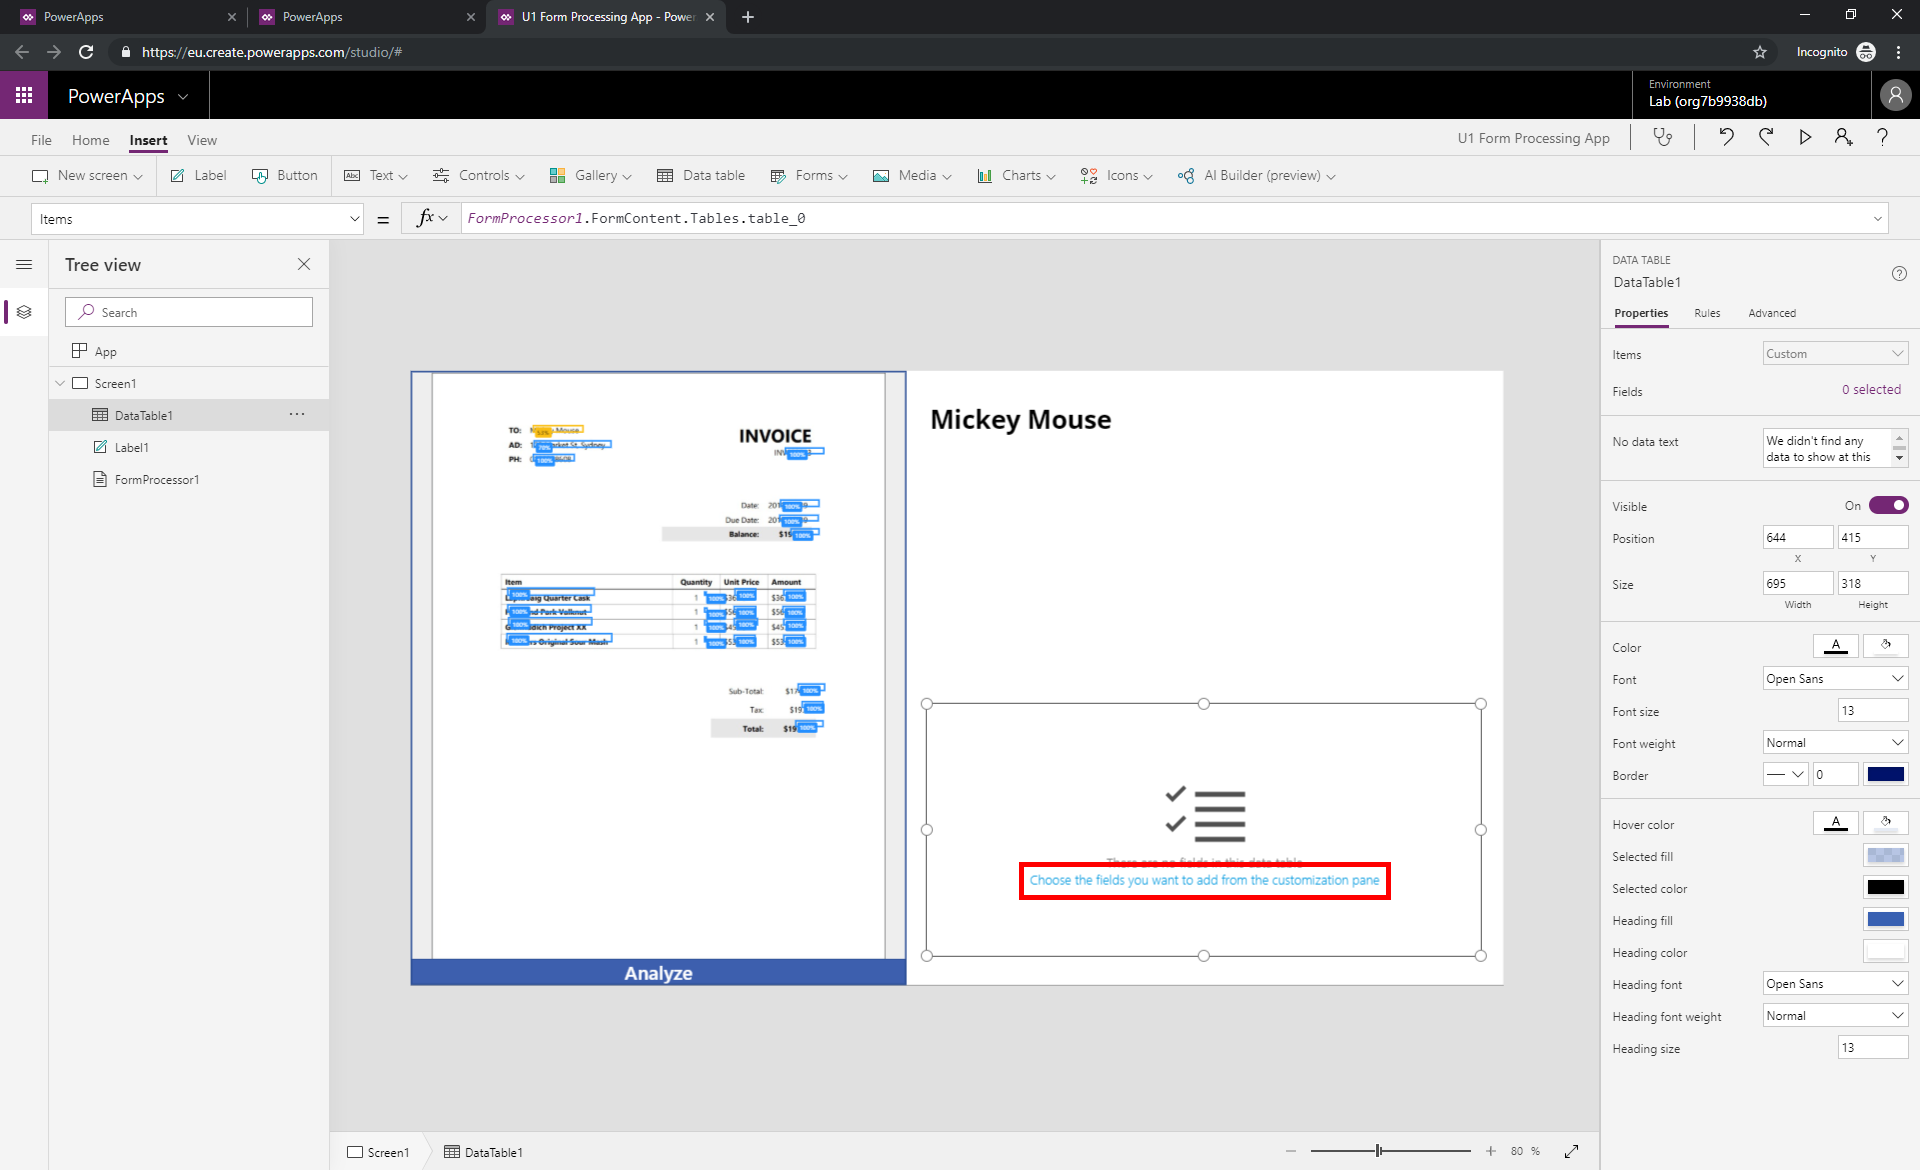 PowerApps
PowerApps
U1 Form Processing App - Power
https://eu.create.powerapps.com/studio/#
Incognito
PowerApps
Environment
Lab (org7b9938db)
File Home Insert View
U1 Form Processing App
New screen
Label
Button
Abc Text
Controls
Gallery
Data table
Forms
Media
Charts
Icons
AI Builder (preview)
Items
= fx
FormProcessor1.FormContent.Tables.table_0
Tree view
Search
App
Screen1
DataTable1
Label1
FormProcessor1
TO:
AD:
PH:
INVOICE
Date:
Due Date:
Balance:
Item Quantity Unit Price Amount
Sub-Total:
Tax:
Total:
Analyze
Mickey Mouse
There are no fields in this data table
Choose the fields you want to add from the customization pane
DATA TABLE
DataTable1
Properties Rules Advanced
Items Custom
Fields 0 selected
No data text We didn't find any
data to show at this
Visible On
Position 644 415
X Y
Size 695 318
Width Height
Color A
Font Open Sans
Font size 13
Font weight Normal
Border 0
Hover color A
Selected fill
Selected color
Heading fill
Heading color
Heading font Open Sans
Heading font weight Normal
Heading size 13
Screen1
DataTable1
80 %